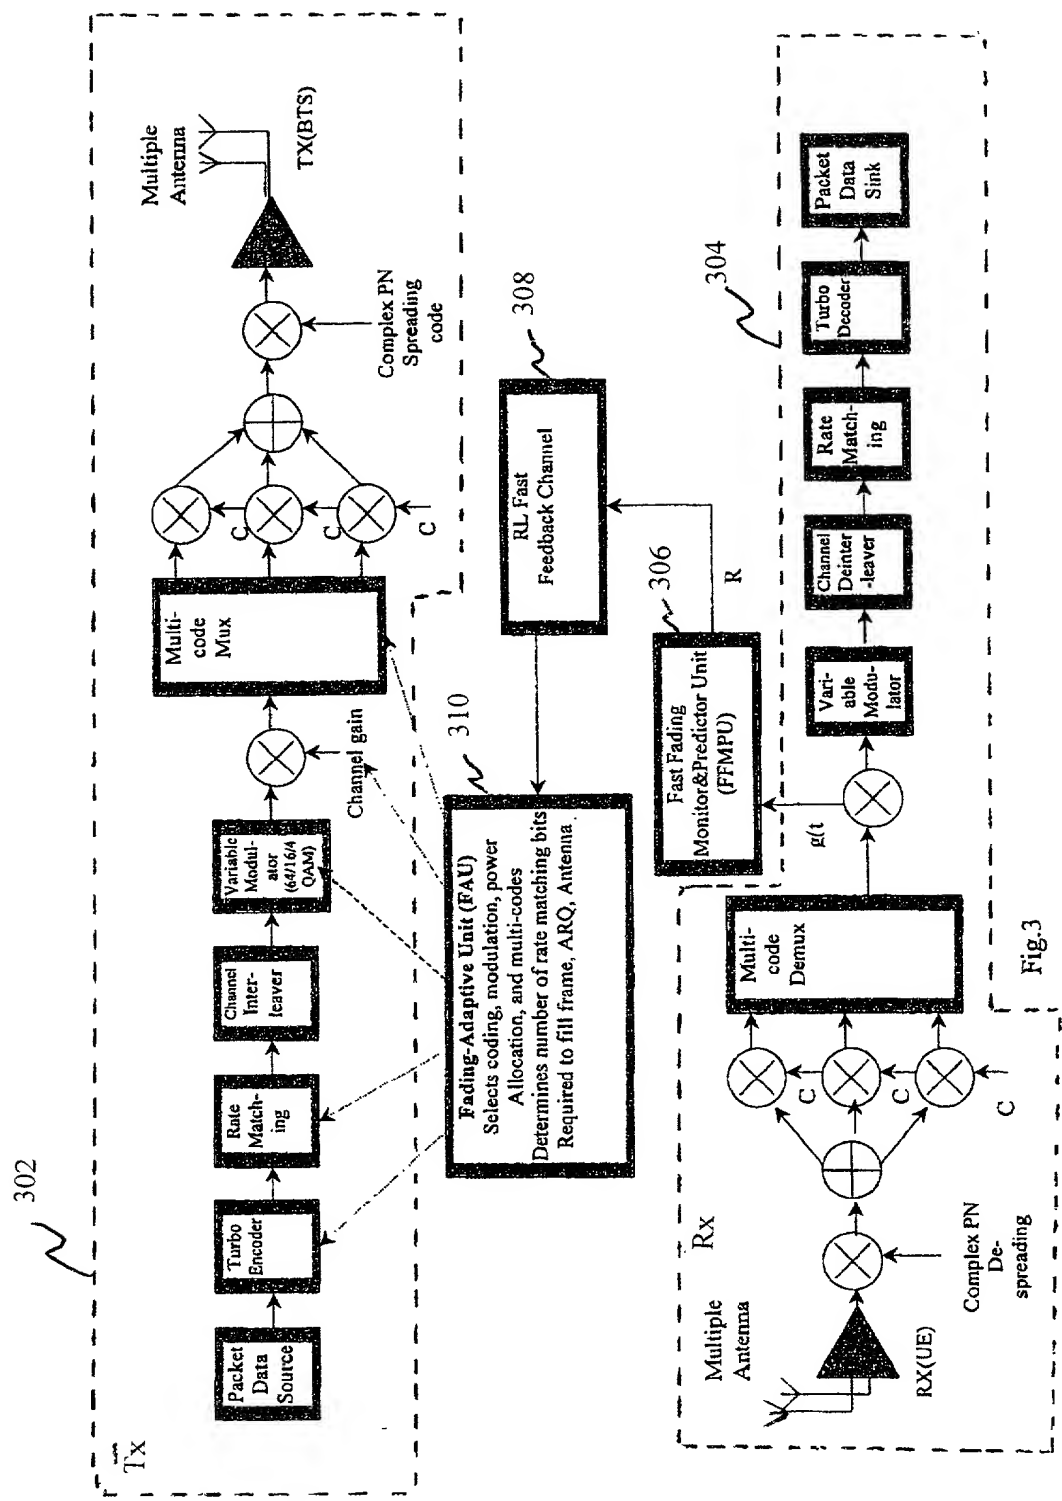 302
Tx
Packet
Data
Source
Turbo
Encoder
Rate
Match-
ing
Channel
Inter-
leaver
Variable
Modul-
ator
(64/16/4
QAM)
Channel gain
Multi-
code
Mux
C
C
C
Complex PN
Spreading
code
Multiple
Antenna
TX(BTS)
310
Fading-Adaptive Unit (FAU)
Selects coding, modulation, power
Allocation, and multi-codes
Determines number of rate matching bits
Required to fill frame, ARQ, Antenna
RL Fast
Feedback Channel
308
306
Fast Fading
Monitor&Predictor Unit
(FFMPU)
R
304
Multiple
Antenna
Rx
RX(UE)
Complex PN
De-
spreading
C
C
C
Multi-
code
Demux
g(t
Vari-
able
Modu-
lator
Channel
Deinter
-leaver
Rate
Match-
ing
Turbo
Decoder
Packet
Data
Sink
Fig.3